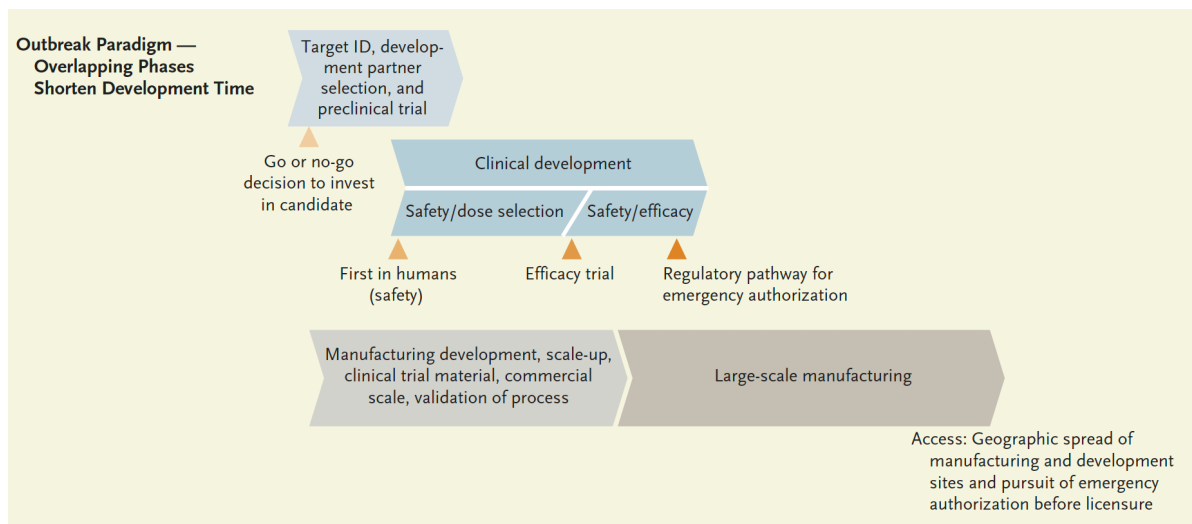 Outbreak Paradigm —
Overlapping Phases
Shorten Development Time
Target ID, develop-
ment partner
selection, and
preclinical trial
Go or no-go
decision to invest
in candidate
Clinical development
Safety/dose selection
Safety/efficacy
First in humans
(safety)
Efficacy trial
Regulatory pathway for
emergency authorization
Manufacturing development, scale-up,
clinical trial material, commercial
scale, validation of process
Large-scale manufacturing
Access: Geographic spread of
manufacturing and development
sites and pursuit of emergency
authorization before licensure